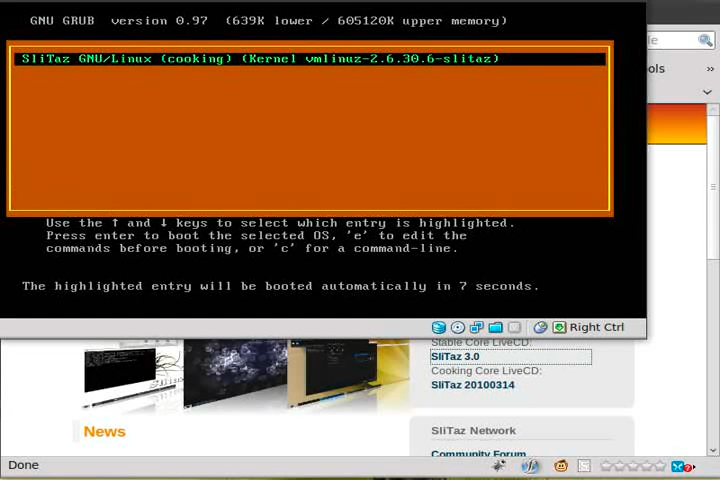 GNU GRUB  version 0.97  (639K lower / 605120K upper memory)
le
SliTaz GNU/Linux (cooking) (Kernel vmlinuz-2.6.30.6-slitaz)
ols »
Use the ↑ and ↓ keys to select which entry is highlighted.
Press enter to boot the selected OS, 'e' to edit the
commands before booting, or 'c' for a command-line.
The highlighted entry will be booted automatically in 7 seconds.
Right Ctrl
Stable Core LiveCD:
SliTaz 3.0
Cooking Core LiveCD:
SliTaz 20100314
News
SliTaz Network
Community Forum
Done